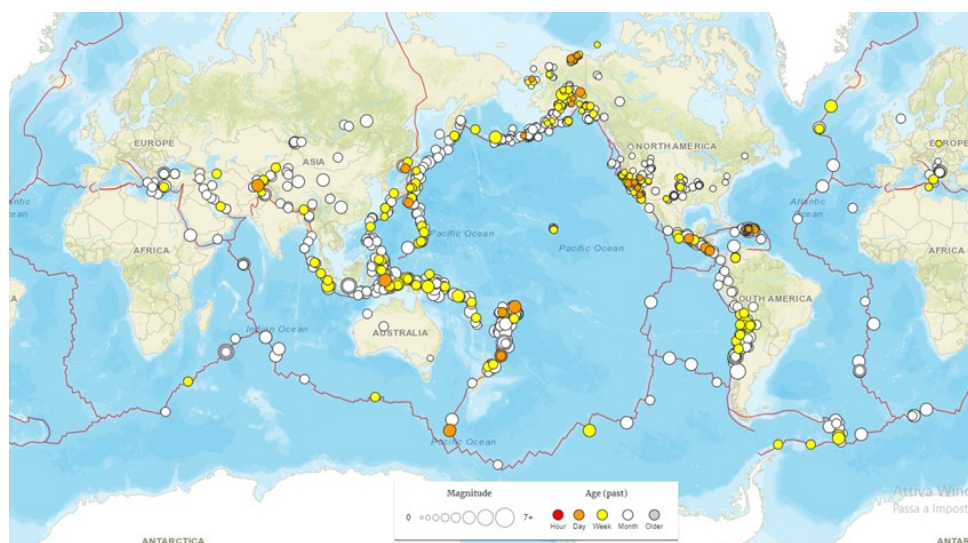 EUROPE
ASIA
NORTH AMERICA
EUROPE
Atlantic
Ocean
AFRICA
Pacific Ocean
Pacific Ocean
AFRICA
Indian Ocean
AUSTRALIA
SOUTH AMERICA
Pacific Ocean
Magnitude
0
7+
Age (past)
Hour
Day
Week
Month
Older
Attiva Wind
Passa a Impost
ANTARCTICA
ANTARCTICA